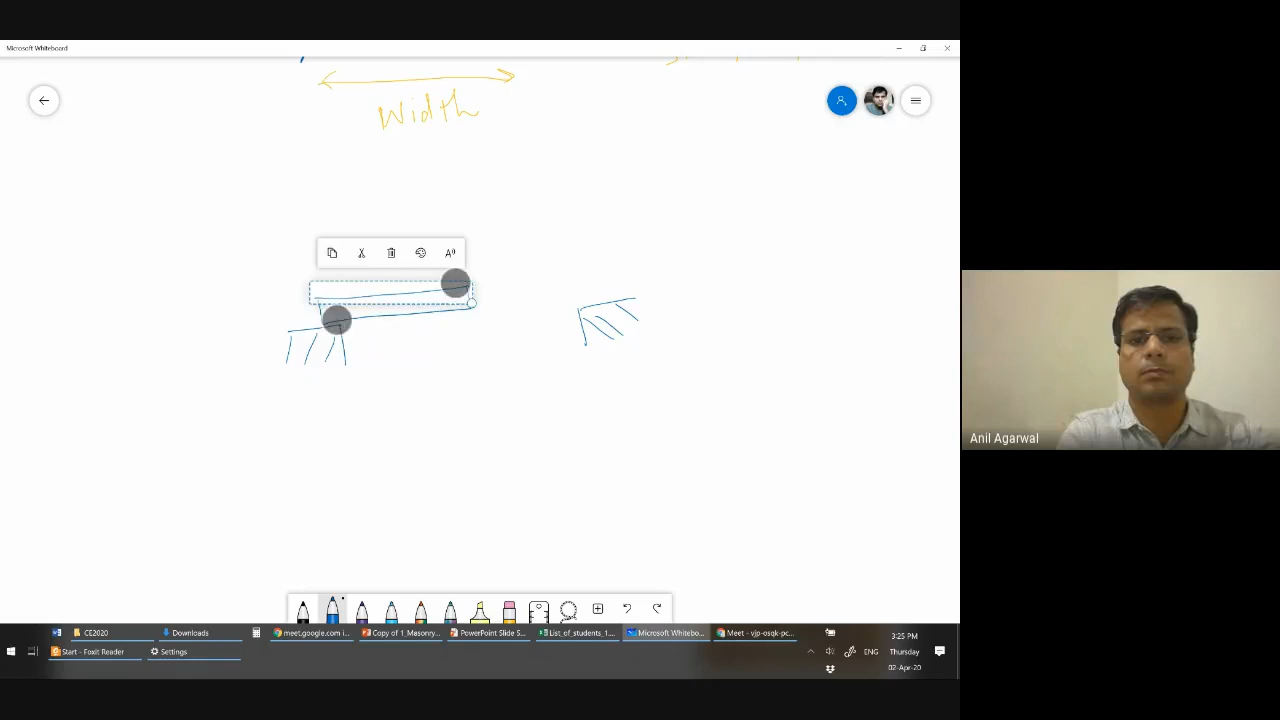 Microsoft Whiteboard
Width
Anil Agarwal
CE2020
Downloads
meet.google.com i...
Copy of 1_Masonry...
PowerPoint Slide S...
List_of_students_1...
Microsoft Whitebo...
Meet - vjp-osqk-pc...
Start - Foxit Reader
Settings
ENG
3:25 PM
Thursday
02-Apr-20